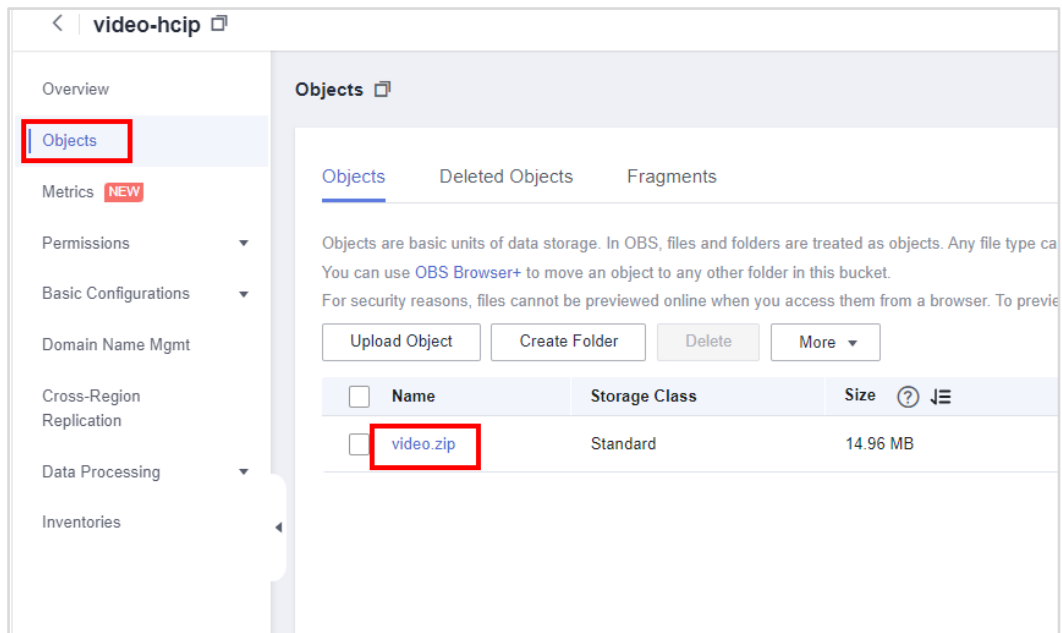 video-hcip
Overview
Objects
Metrics NEW
Permissions
Basic Configurations
Domain Name Mgmt
Cross-Region
Replication
Data Processing
Inventories
Objects
Objects Deleted Objects Fragments
Objects are basic units of data storage. In OBS, files and folders are treated as objects. Any file type ca
You can use OBS Browser+ to move an object to any other folder in this bucket.
For security reasons, files cannot be previewed online when you access them from a browser. To previe
Upload Object Create Folder Delete More
Name Storage Class Size
video.zip Standard 14.96 MB